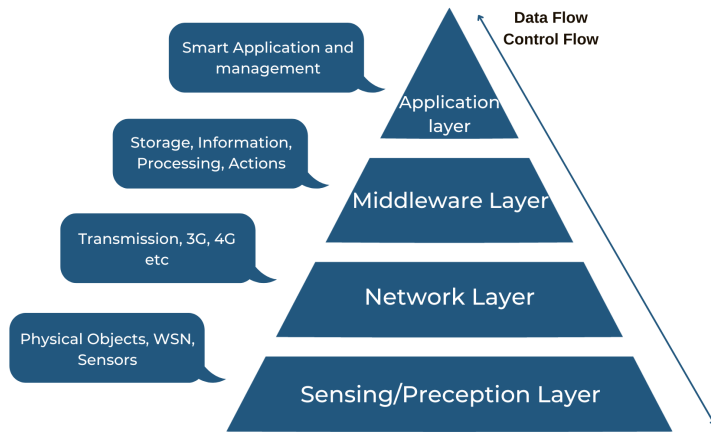 Data Flow
Control Flow
Smart Application and
management
Application
layer
Storage, Information,
Processing, Actions
Middleware Layer
Transmission, 3G, 4G
etc
Network Layer
Physical Objects, WSN,
Sensors
Sensing/Preception Layer